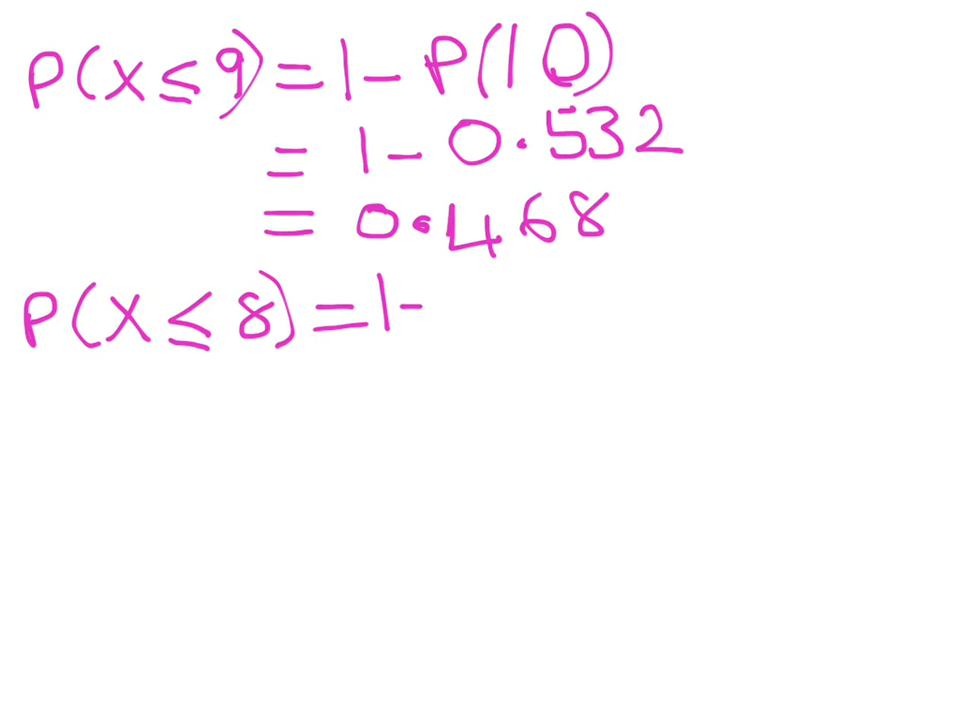 P(X≤9)=1-P(10)
= 1-0.532
= 0.468
P(X≤8)=1-